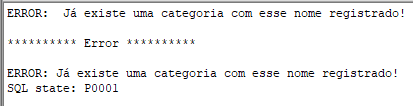 ERROR:  Já existe uma categoria com esse nome registrado!
********** Error **********
ERROR: Já existe uma categoria com esse nome registrado!
SQL state: P0001